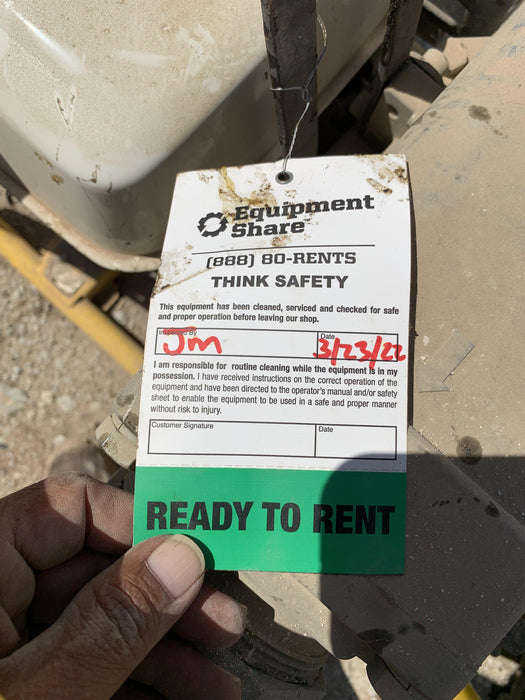 Equipment
Share
(888) 80-RENTS
THINK SAFETY
This equipment has been cleaned, serviced and checked for safe
and proper operation before leaving our shop.
Inspected By
Date
Jm
3/23/22
I am responsible for routine cleaning while the equipment is in my
possession. I have received instructions on the correct operation of the
equipment and have been directed to the operator's manual and/or safety
sheet to enable the equipment to be used in a safe and proper manner
without risk to injury.
Customer Signature
Date
READY TO RENT